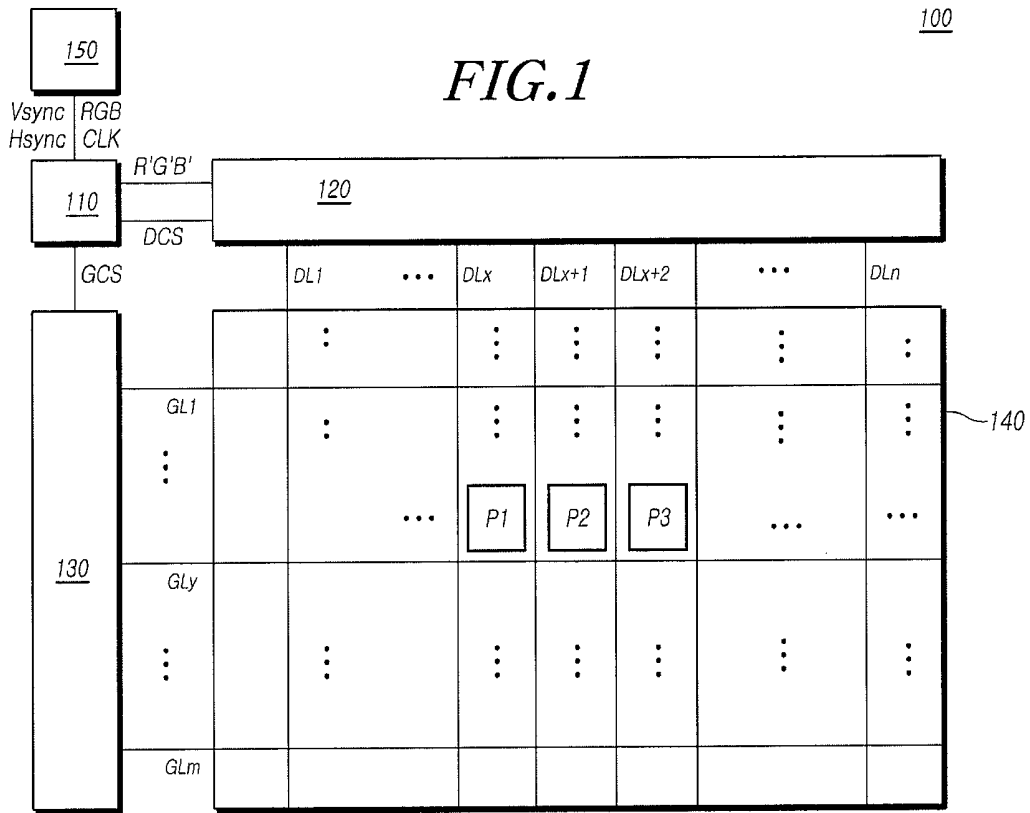 100
150
FIG.1
Vsync RGB
Hsync CLK
R'G'B'
110
120
DCS
GCS
DL1 ••• DLx DLx+1 DLx+2 ••• DLn
GL1
140
P1 P2 P3
130
GLy
GLm